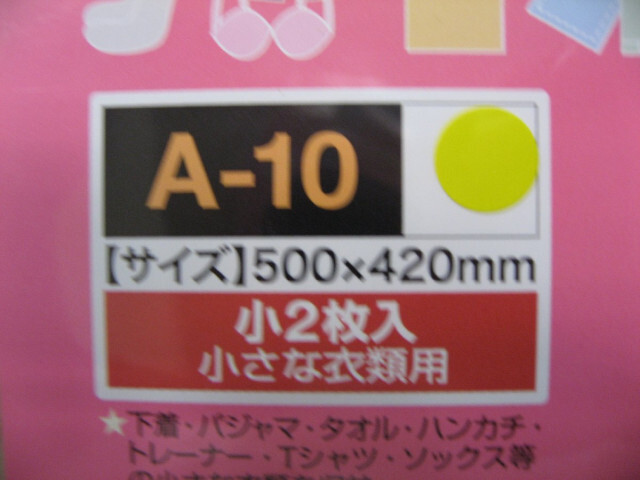 A-10
【サイズ】500×420mm
小2枚入
小さな衣類用
★下着・パジャマ・タオル・ハンカチ・
トレーナー・Tシャツ・ソックス等